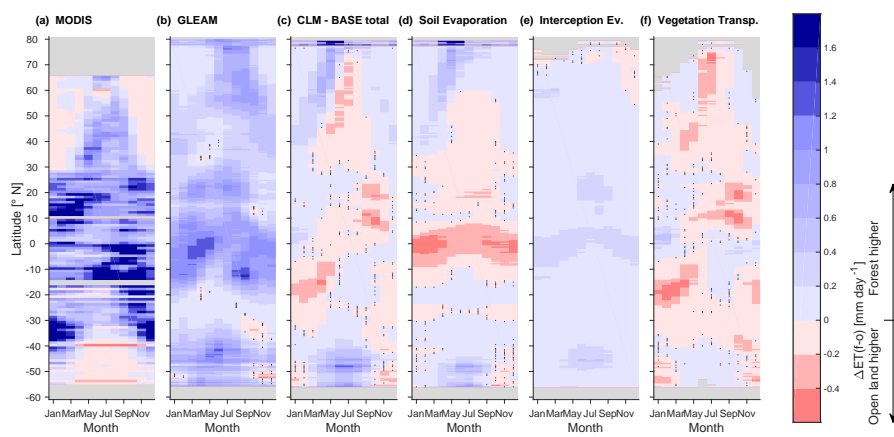 (a) MODIS
(b) GLEAM
(c) CLM - BASE total
(d) Soil Evaporation
(e) Interception Ev.
(f) Vegetation Transp.
80
70
60
50
40
30
20
10
0
-10
-20
-30
-40
-50
-60
Latitude [° N]
JanMarMay Jul SepNov
JanMarMay Jul SepNov
JanMarMay Jul SepNov
JanMarMay Jul SepNov
JanMarMay Jul SepNov
JanMarMay Jul SepNov
Month
Month
Month
Month
Month
Month
1.6
1.4
1.2
1
0.8
0.6
0.4
0.2
0
-0.2
-0.4
△ET(f-o) [mm day⁻¹]
Open land higher
Forest higher